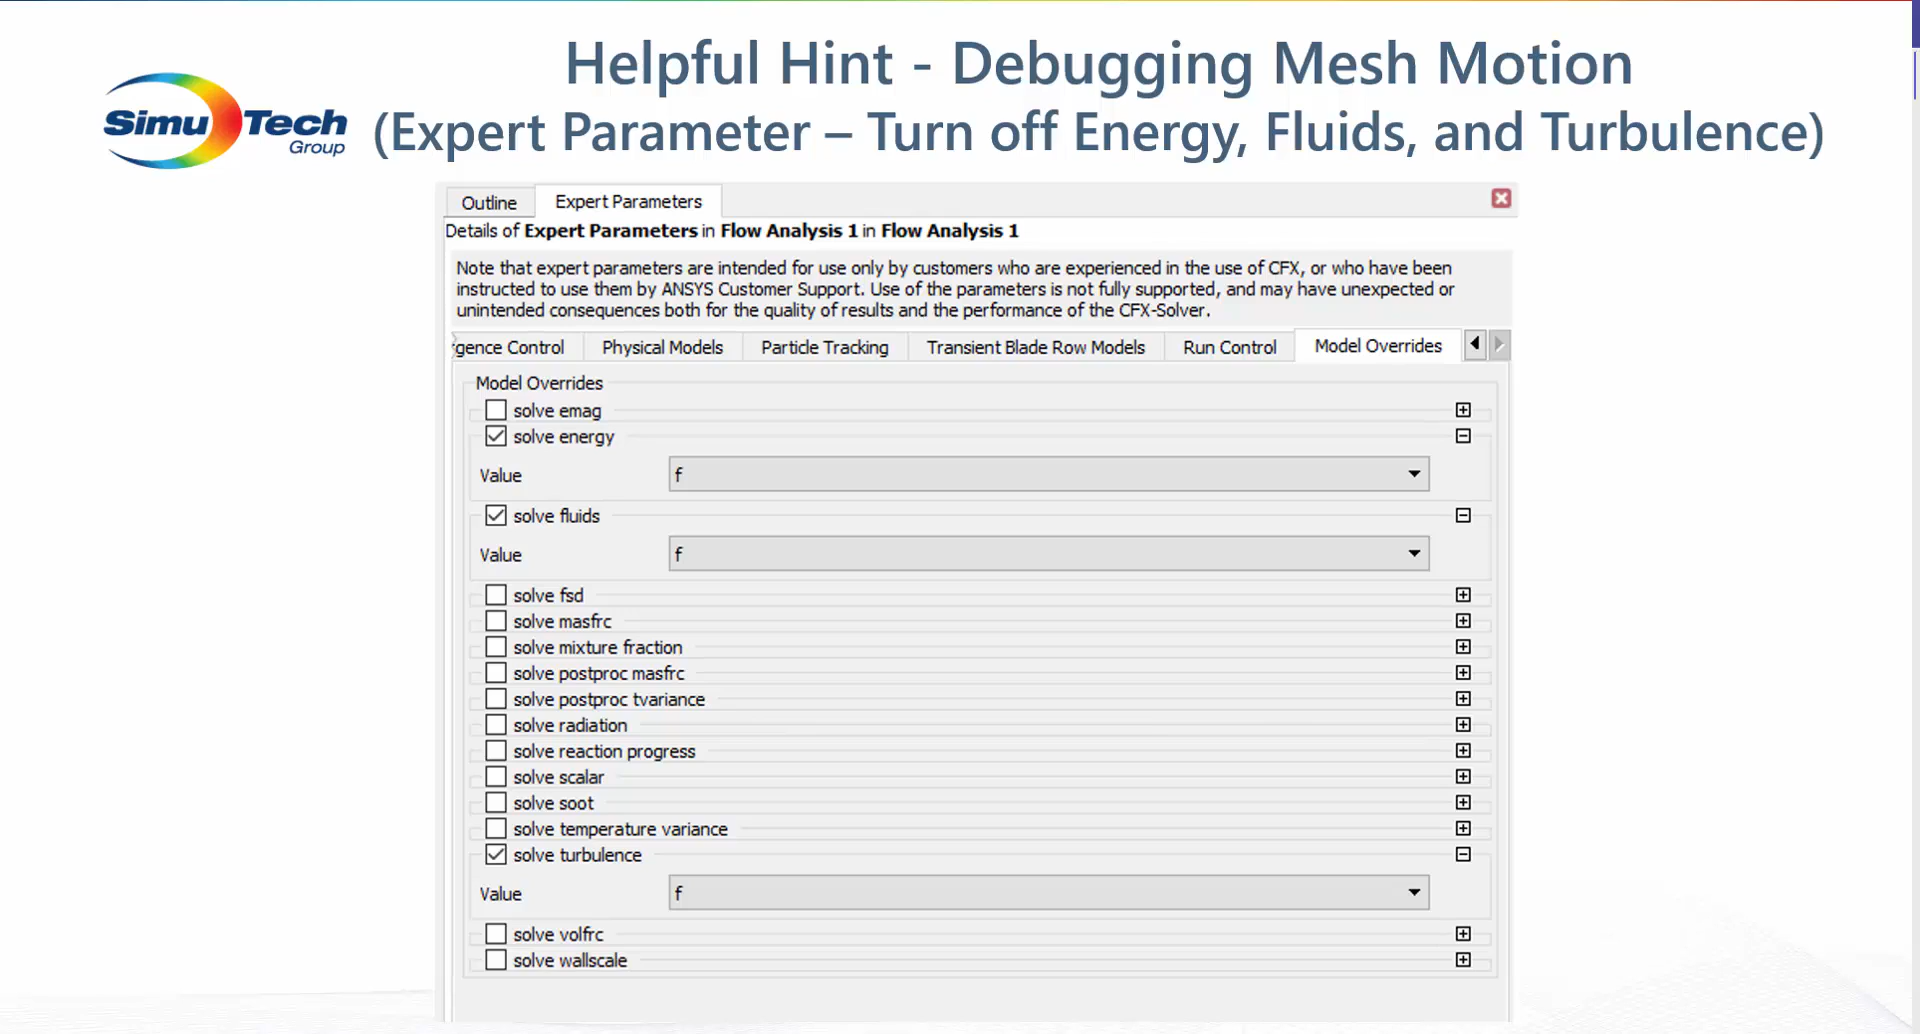 Helpful Hint - Debugging Mesh Motion
SimuTech Group
(Expert Parameter – Turn off Energy, Fluids, and Turbulence)
Outline
Expert Parameters
Details of Expert Parameters in Flow Analysis 1 in Flow Analysis 1
Note that expert parameters are intended for use only by customers who are experienced in the use of CFX, or who have been
instructed to use them by ANSYS Customer Support. Use of the parameters is not fully supported, and may have unexpected or
unintended consequences both for the quality of results and the performance of the CFX-Solver.
gence Control
Physical Models
Particle Tracking
Transient Blade Row Models
Run Control
Model Overrides
Model Overrides
solve emag
solve energy
Value f
solve fluids
Value f
solve fsd
solve masfrc
solve mixture fraction
solve postproc masfrc
solve postproc tvariance
solve radiation
solve reaction progress
solve scalar
solve soot
solve temperature variance
solve turbulence
Value f
solve volfrc
solve wallscale